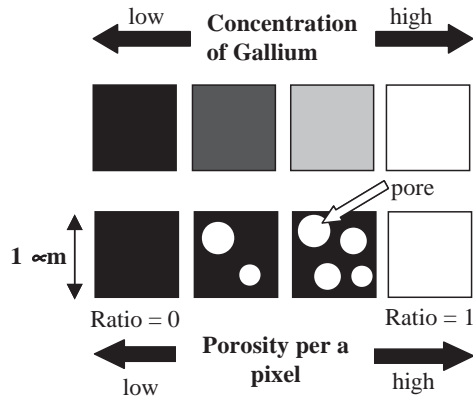 low
Concentration
of Gallium
high
pore
1 ∝m
Ratio = 0
Ratio = 1
low
Porosity per a
pixel
high